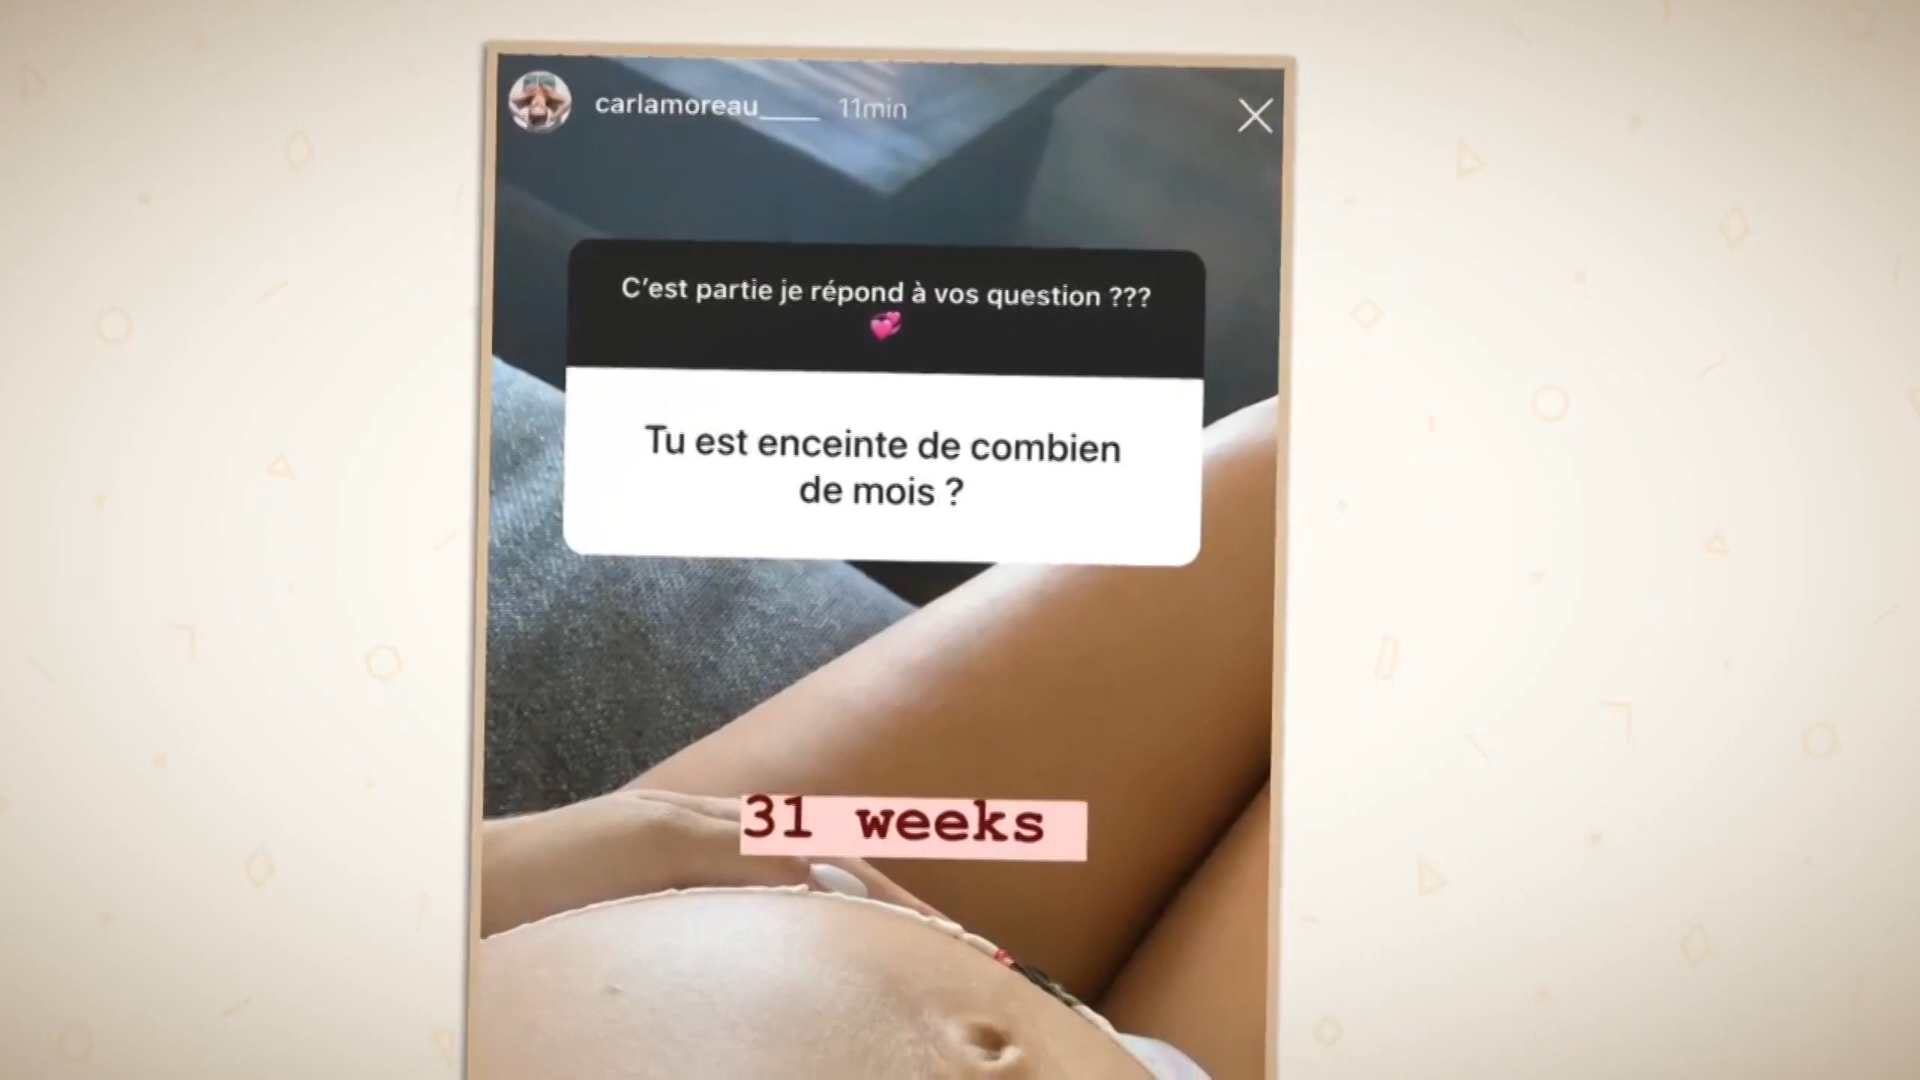 carlamoreau____ 11min
C'est partie je répond à vos question ???
💞
Tu est enceinte de combien
de mois ?
31 weeks